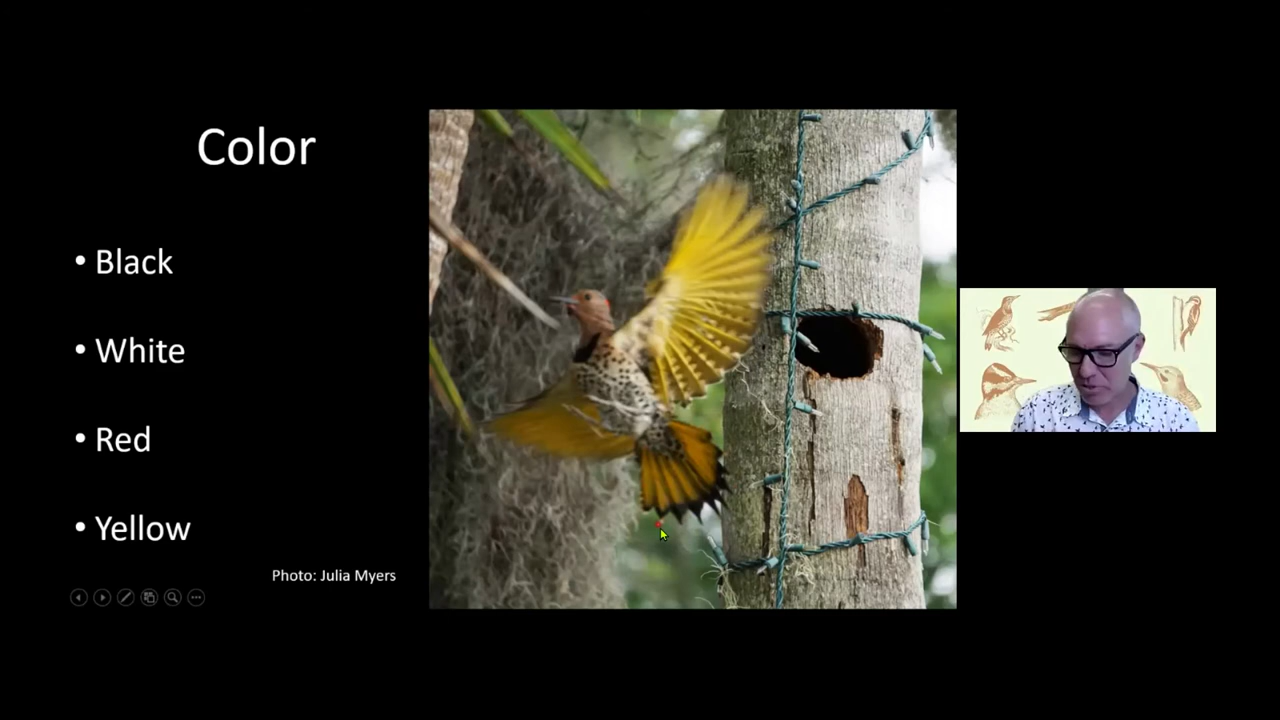 Color
• Black
• White
• Red
• Yellow
Photo: Julia Myers